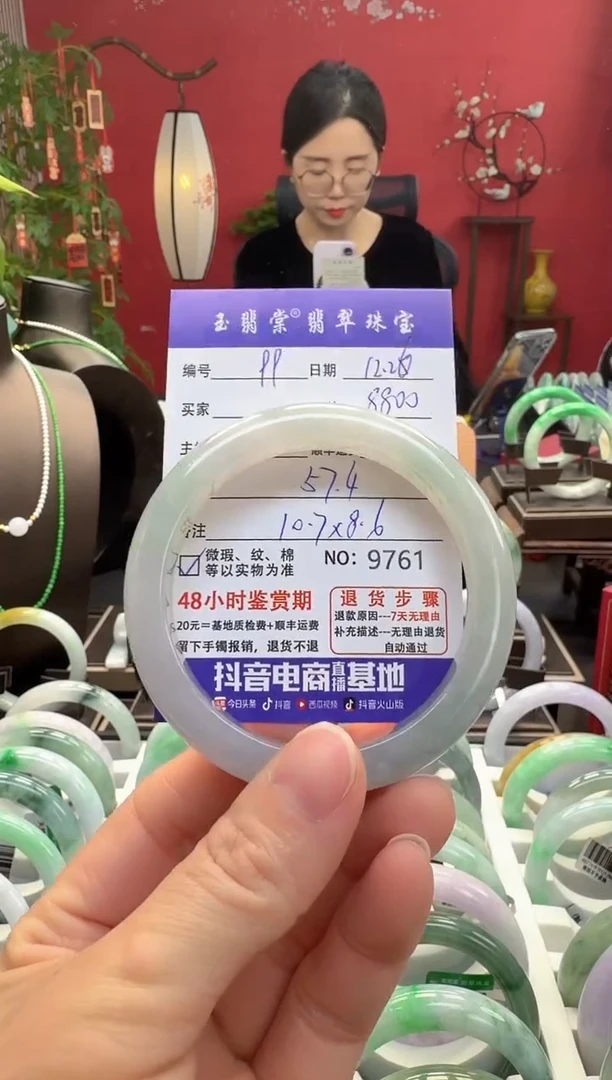 玉翡棠®翡翠珠宝
编号 PP 日期 12.28
买家 8800
57.4
注 10.7x8.6
☑ 微瑕、纹、棉
等以实物为准
NO: 9761
48小时鉴赏期
20元=基地质检费+顺丰运费
留下手镯报销，退货不退
退货步骤
退款原因---7天无理由
补充描述---无理由退货
自动通过
抖音电商直播基地
今日头条 抖音 西瓜视频 抖音火山版